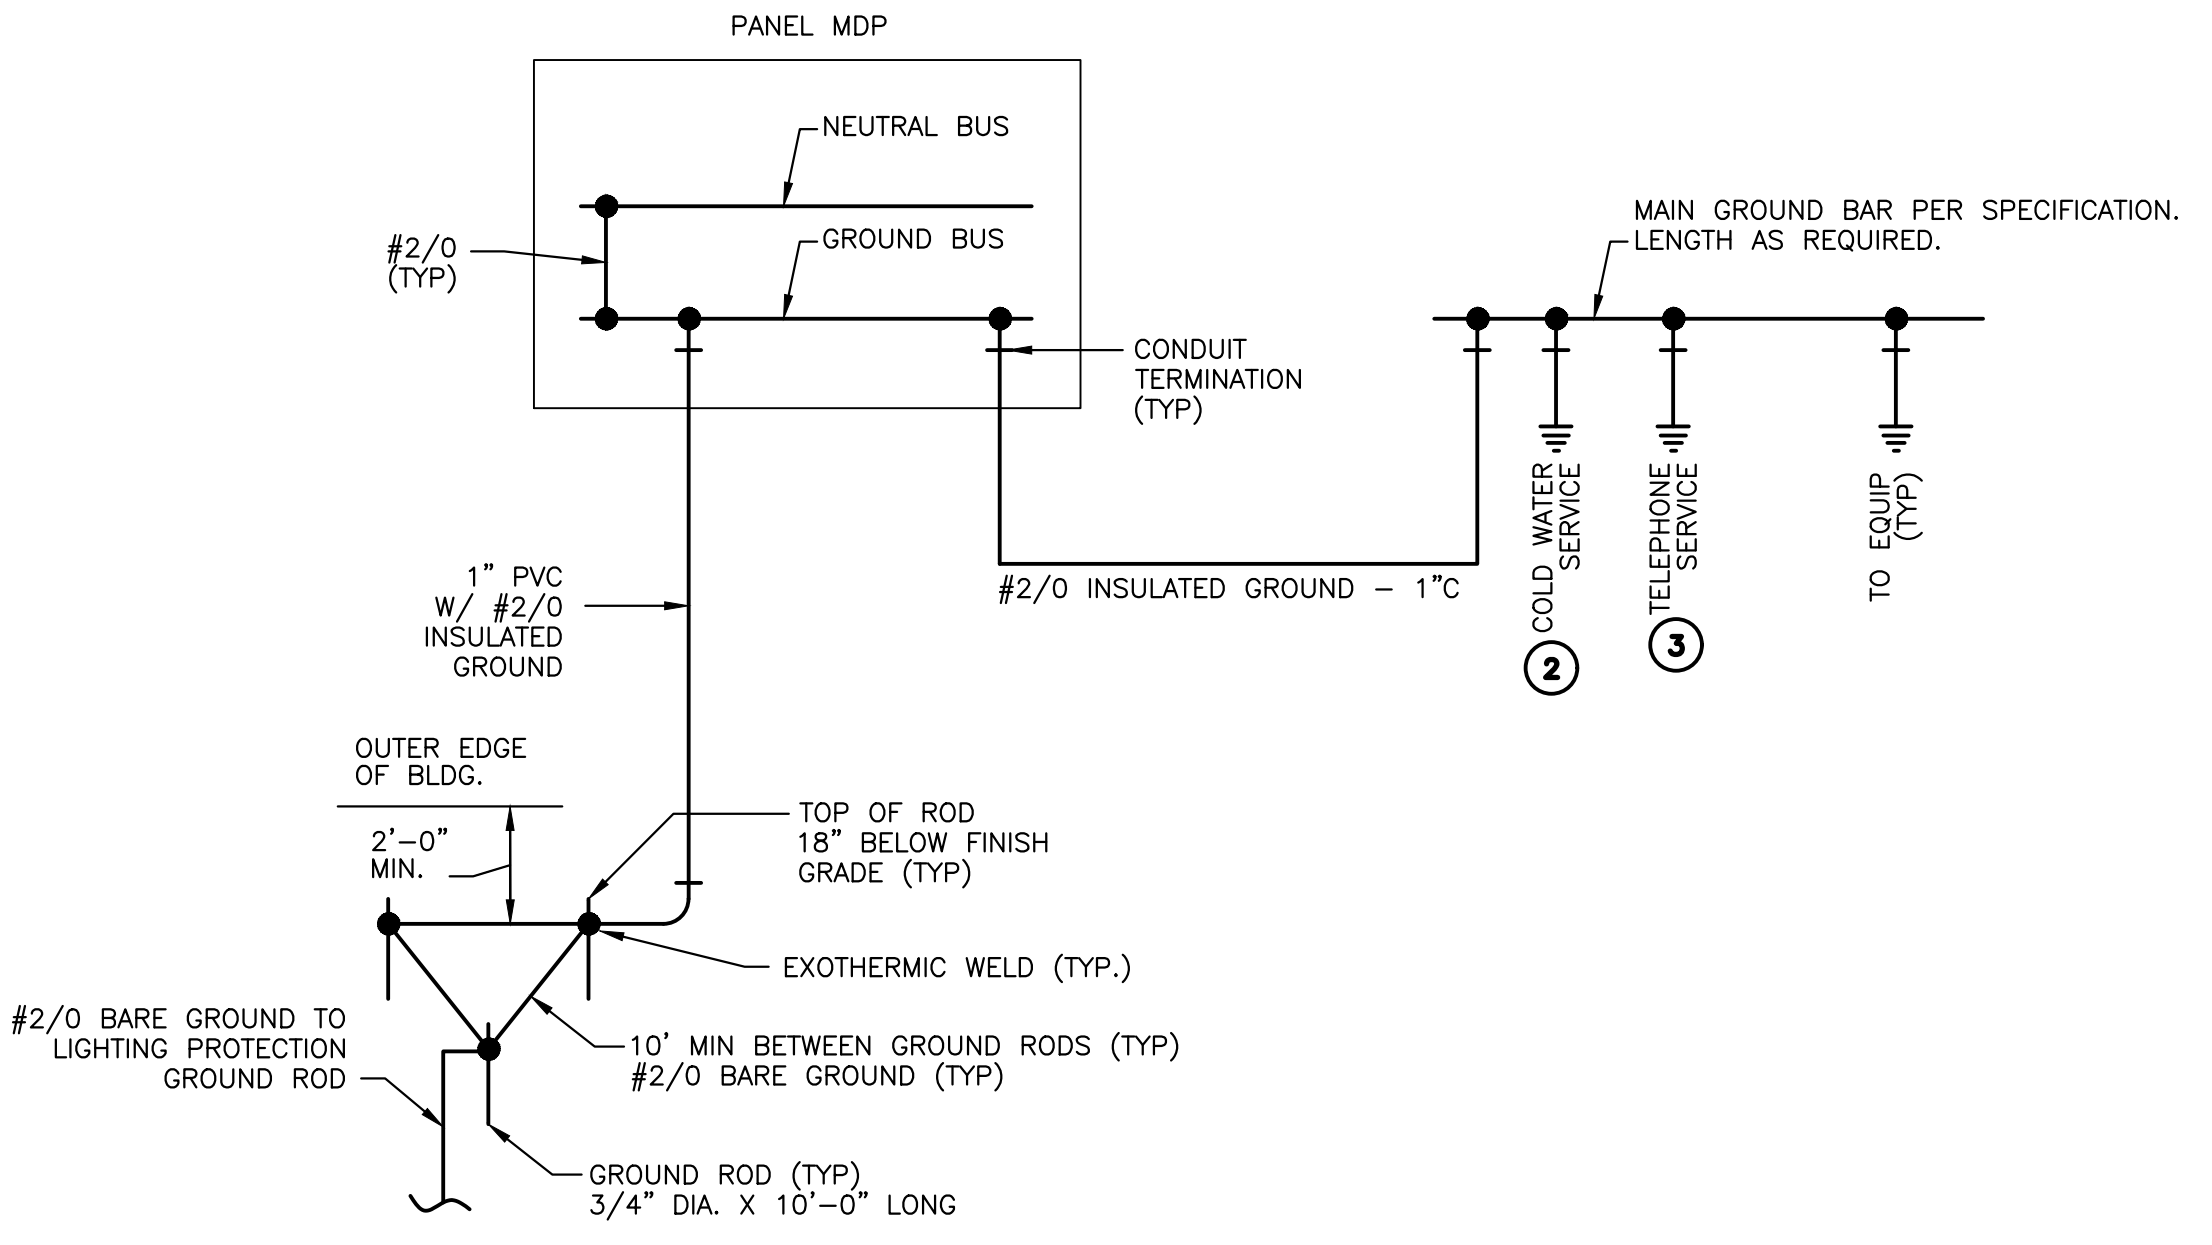 PANEL MDP
NEUTRAL BUS
GROUND BUS
#2/0
(TYP)
MAIN GROUND BAR PER SPECIFICATION.
LENGTH AS REQUIRED.
CONDUIT
TERMINATION
(TYP)
#2/0 INSULATED GROUND – 1"C
COLD WATER
SERVICE
2
TELEPHONE
SERVICE
3
TO EQUIP
(TYP)
1" PVC
W/ #2/0
INSULATED
GROUND
OUTER EDGE
OF BLDG.
2'–0"
MIN.
TOP OF ROD
18" BELOW FINISH
GRADE (TYP)
EXOTHERMIC WELD (TYP.)
#2/0 BARE GROUND TO
LIGHTING PROTECTION
GROUND ROD
10' MIN BETWEEN GROUND RODS (TYP)
#2/0 BARE GROUND (TYP)
GROUND ROD (TYP)
3/4" DIA. X 10'–0" LONG